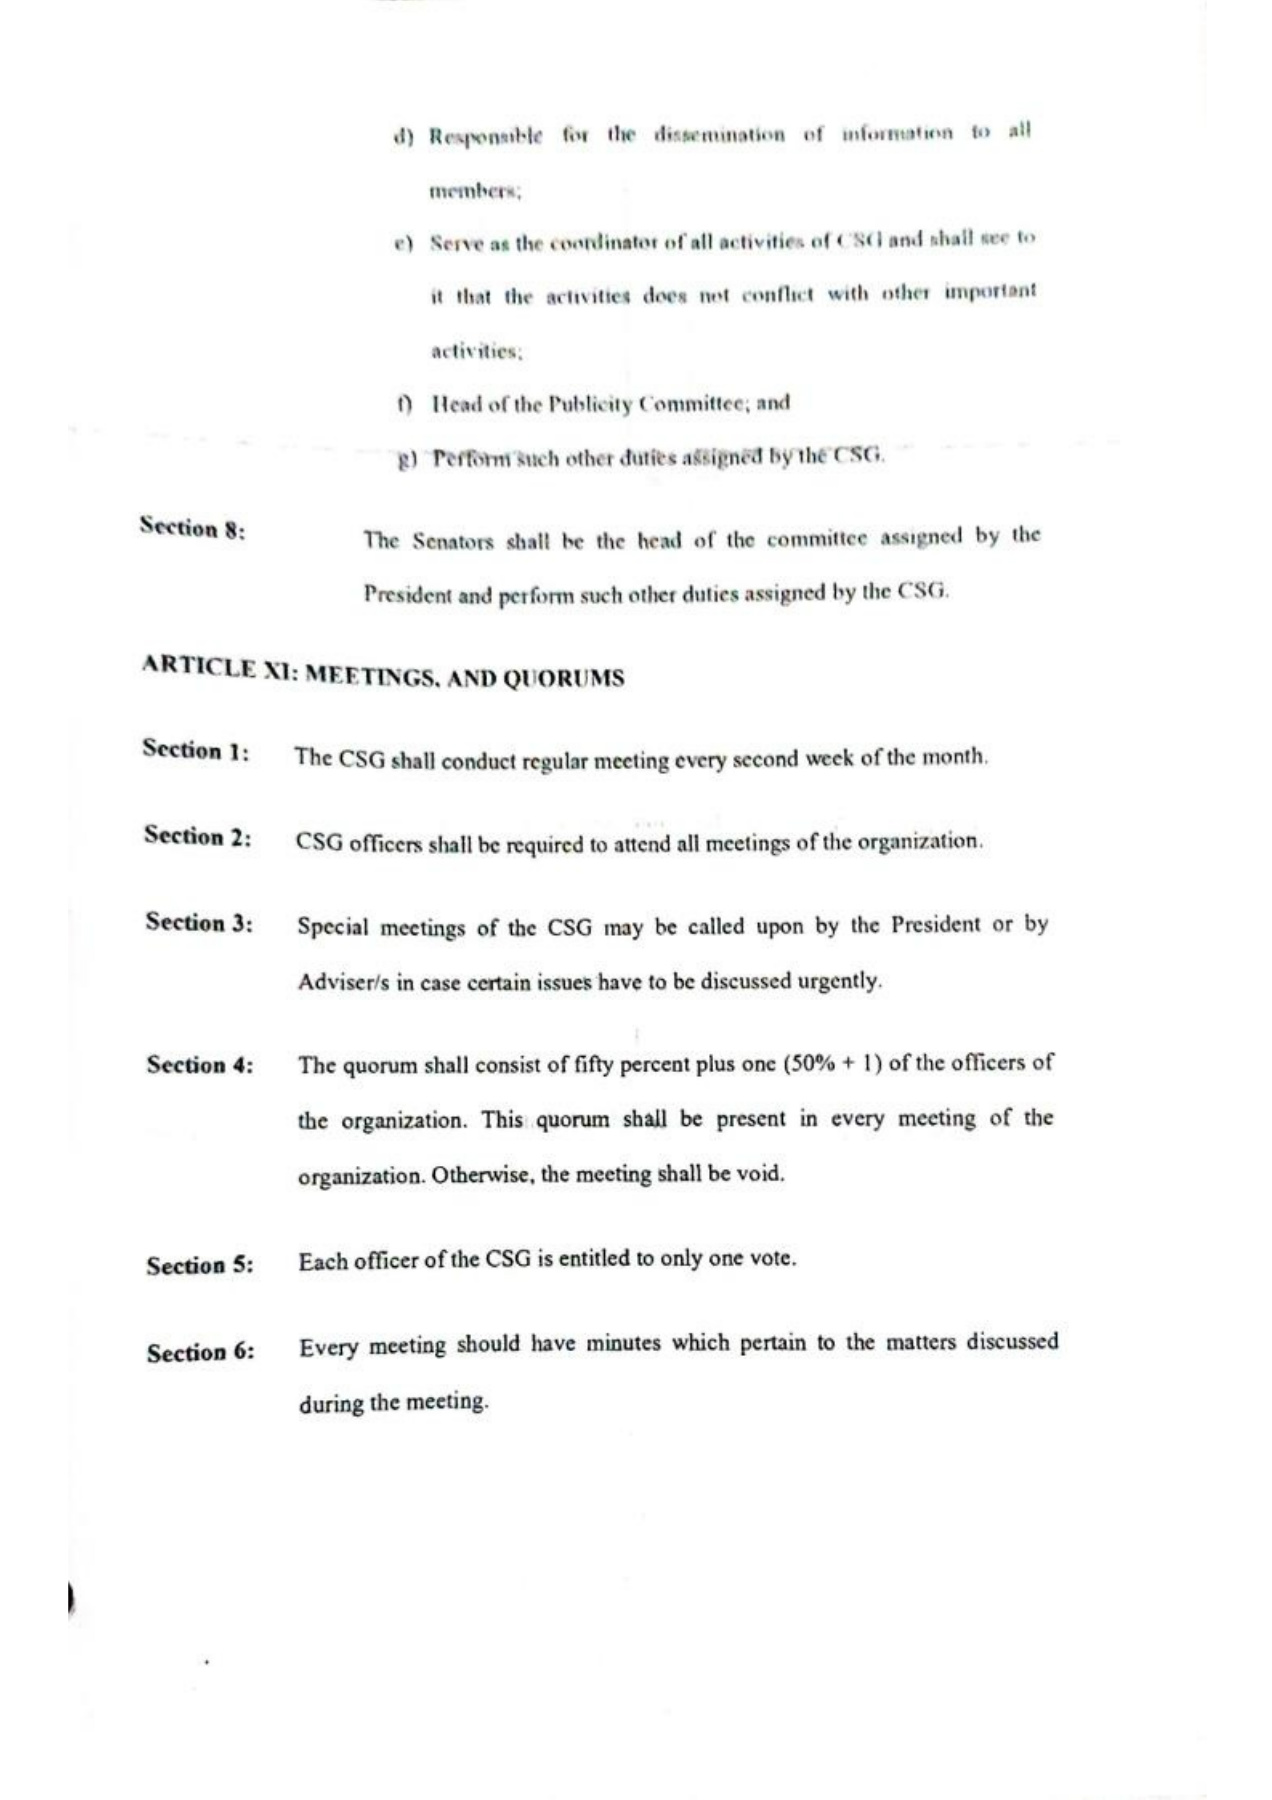 d) Responsible for the dissemination of information to all
members;
e) Serve as the coordinator of all activities of CSG and shall see to
it that the activities does not conflict with other important
activities;
f) Head of the Publicity Committee; and
g) Perform such other duties assigned by the CSG.
Section 8: The Senators shall be the head of the committee assigned by the
President and perform such other duties assigned by the CSG.
ARTICLE XI: MEETINGS, AND QUORUMS
Section 1: The CSG shall conduct regular meeting every second week of the month.
Section 2: CSG officers shall be required to attend all meetings of the organization.
Section 3: Special meetings of the CSG may be called upon by the President or by
Adviser/s in case certain issues have to be discussed urgently.
Section 4: The quorum shall consist of fifty percent plus one (50% + 1) of the officers of
the organization. This quorum shall be present in every meeting of the
organization. Otherwise, the meeting shall be void.
Section 5: Each officer of the CSG is entitled to only one vote.
Section 6: Every meeting should have minutes which pertain to the matters discussed
during the meeting.